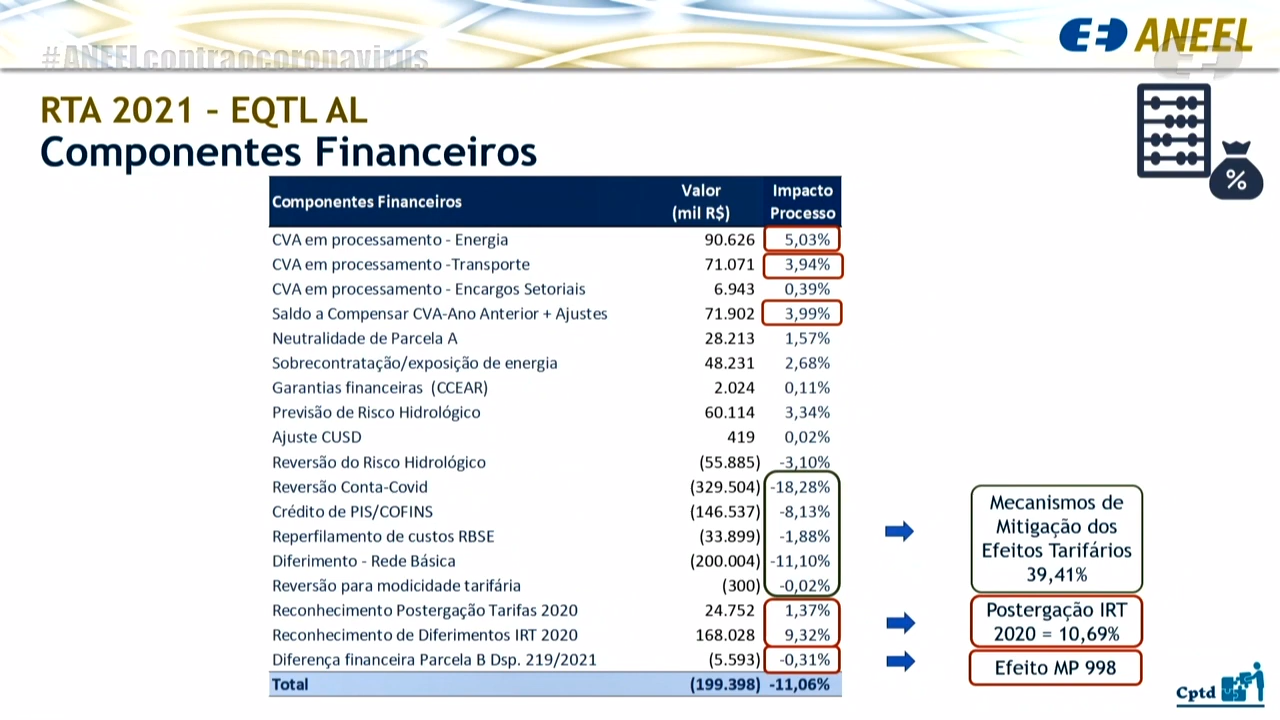 #ANEELcontraocoronavirus
ANEEL
RTA 2021 – EQTL AL
Componentes Financeiros
Componentes Financeiros Valor (mil R$) Impacto Processo
CVA em processamento - Energia 90.626 5,03%
CVA em processamento -Transporte 71.071 3,94%
CVA em processamento - Encargos Setoriais 6.943 0,39%
Saldo a Compensar CVA-Ano Anterior + Ajustes 71.902 3,99%
Neutralidade de Parcela A 28.213 1,57%
Sobrecontratação/exposição de energia 48.231 2,68%
Garantias financeiras (CCEAR) 2.024 0,11%
Previsão de Risco Hidrológico 60.114 3,34%
Ajuste CUSD 419 0,02%
Reversão do Risco Hidrológico (55.885) -3,10%
Reversão Conta-Covid (329.504) -18,28%
Crédito de PIS/COFINS (146.537) -8,13%
Reperfilamento de custos RBSE (33.899) -1,88%
Diferimento - Rede Básica (200.004) -11,10%
Reversão para modicidade tarifária (300) -0,02%
Reconhecimento Postergação Tarifas 2020 24.752 1,37%
Reconhecimento de Diferimentos IRT 2020 168.028 9,32%
Diferença financeira Parcela B Dsp. 219/2021 (5.593) -0,31%
Total (199.398) -11,06%
Mecanismos de
Mitigação dos
Efeitos Tarifários
39,41%
Postergação IRT
2020 = 10,69%
Efeito MP 998
%
Cptd